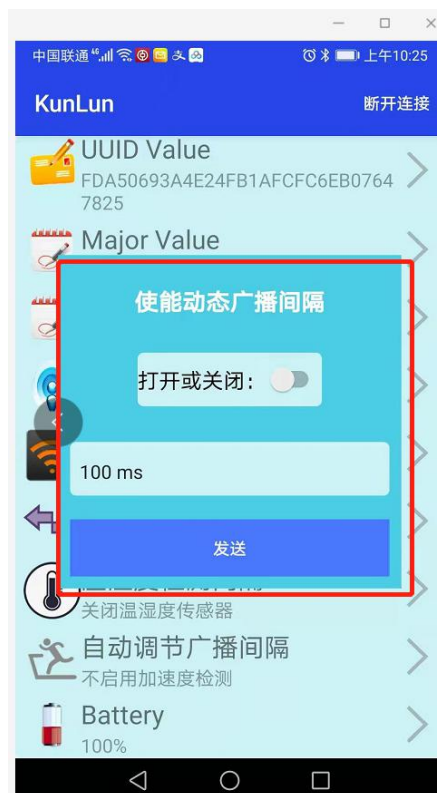 中国联通 46
上午10:25
KunLun
断开连接
UUID Value
FDA50693A4E24FB1AFCFC6EB0764
7825
Major Value
使能动态广播间隔
打开或关闭：
100 ms
发送
关闭温湿度传感器
自动调节广播间隔
不启用加速度检测
Battery
100%